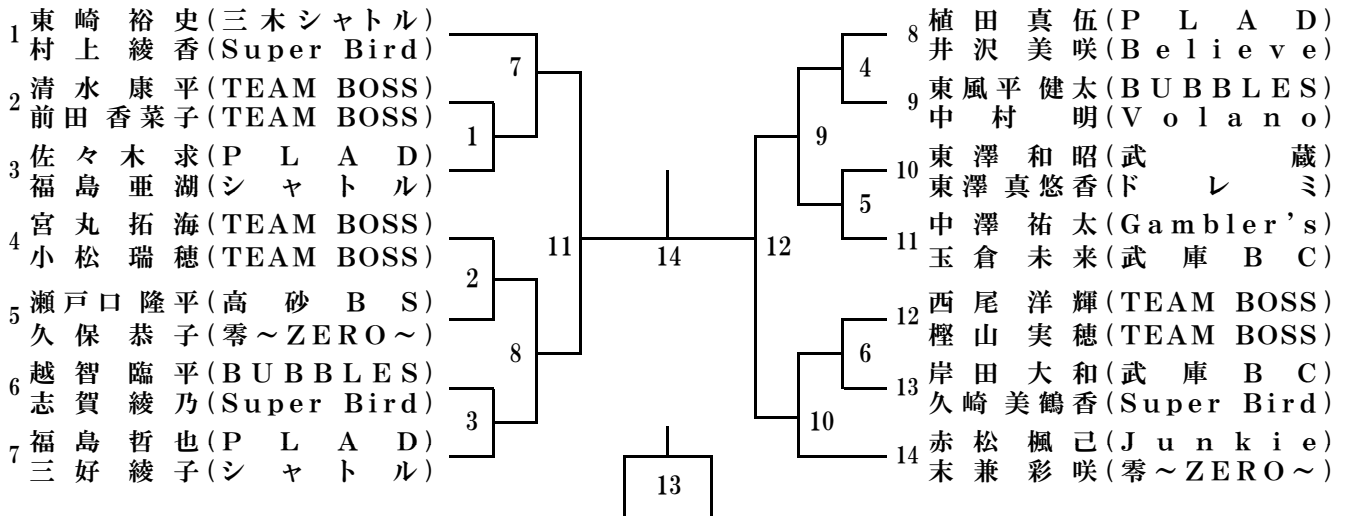 1 東崎裕史(三木シャトル)
村上綾香(Super Bird)
2 清水康平(TEAM BOSS)
前田香菜子(TEAM BOSS)
3 佐々木求(PLAD)
福島亜湖(シャトル)
4 宮丸拓海(TEAM BOSS)
小松瑞穂(TEAM BOSS)
5 瀬戸口隆平(高砂BS)
久保恭子(零～ZERO～)
6 越智臨平(BUBBLES)
志賀綾乃(Super Bird)
7 福島哲也(PLAD)
三好綾子(シャトル)
7
1
11
2
8
3
14
13
12
9
4
5
6
10
8 植田真伍(PLAD)
井沢美咲(Believe)
9 東風平健太(BUBBLES)
中村明(Volano)
10 東澤和昭(武蔵)
東澤真悠香(ドレミ)
11 中澤祐太(Gambler's)
玉倉未来(武庫BC)
12 西尾洋輝(TEAM BOSS)
樫山実穂(TEAM BOSS)
13 岸田大和(武庫BC)
久崎美鶴香(Super Bird)
14 赤松楓己(Junkie)
末兼彩咲(零～ZERO～)